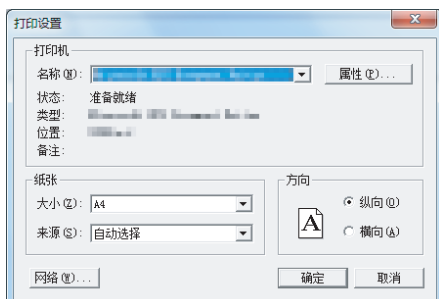 打印设置
打印机
名称(N):
属性(P)...
状态: 准备就绪
类型:
位置:
备注:
纸张
大小(Z): A4
来源(S): 自动选择
方向
A
纵向(O)
横向(A)
网络(W)...
确定
取消